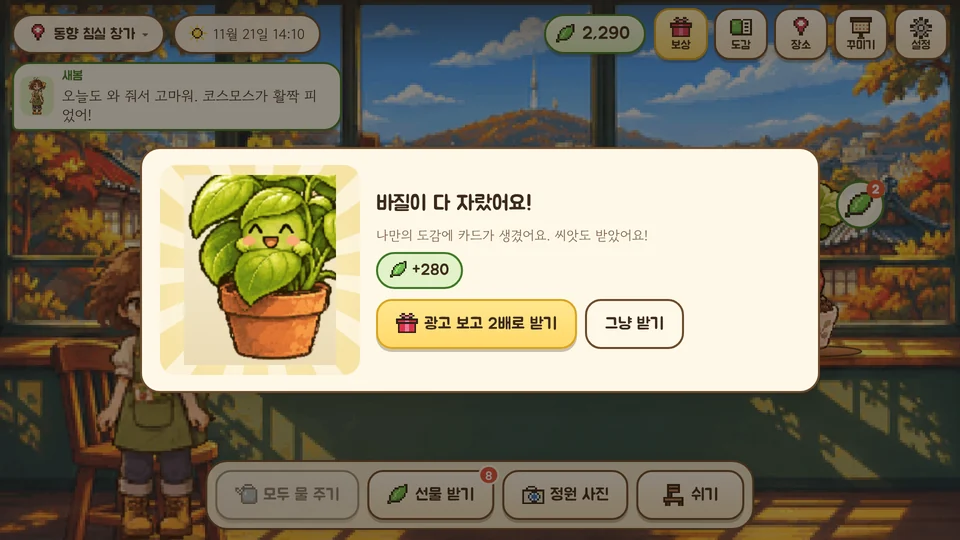 동향 침실 창가
11월 21일 14:10
2,290
보상
도감
장소
꾸미기
설정
새봄
오늘도 와 줘서 고마워. 코스모스가 활짝 피
었어!
2
바질이 다 자랐어요!
나만의 도감에 카드가 생겼어요. 씨앗도 받았어요!
+280
광고 보고 2배로 받기
그냥 받기
모두 물 주기
선물 받기
8
정원 사진
쉬기